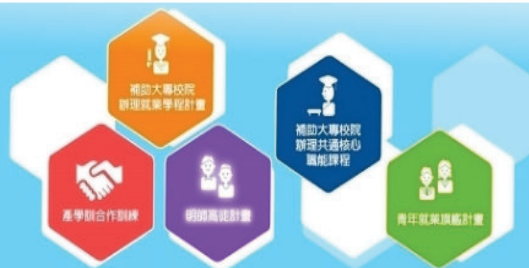 補助大專校院
辦理就業學程計畫
補助大專校院
辦理共通核心
職能課程
產學訓合作訓練
明師高徒計畫
青年就業旗艦計畫